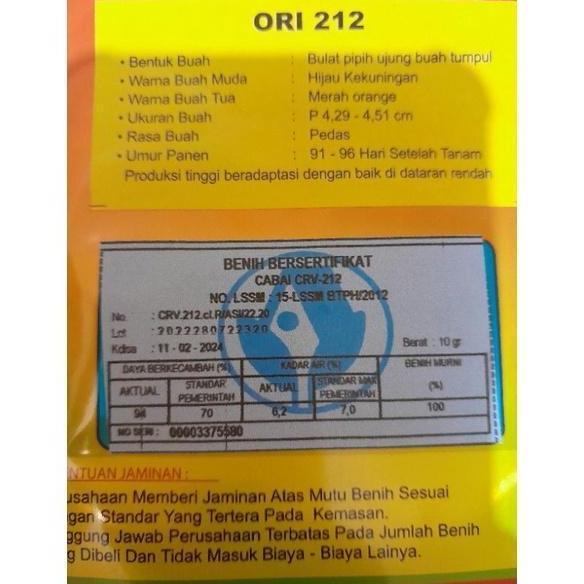 ORI 212
• Bentuk Buah : Bulat pipih ujung buah tumpul
• Warna Buah Muda : Hijau Kekuningan
• Warna Buah Tua : Merah orange
• Ukuran Buah : P 4,29 - 4,51 cm
• Rasa Buah : Pedas
• Umur Panen : 91 - 96 Hari Setelah Tanam
Produksi tinggi beradaptasi dengan baik di dataran rendah
BENIH BERSERTIFIKAT
CABAI CRV-212
NO. LSSM : 15-LSSM BTPH/2012
No. : CRV.212.cl.R/ASI/22.20
Lot : 2022280722320
Kdlsa : 11 - 02 - 2024 Berat : 10 gr
DAYA BERKECAMBAH (%) KADAR AIR (%) BENIH MURNI
AKTUAL STANDAR PEMERINTAH AKTUAL STANDAR MAX PEMERINTAH (%)
94 70 6,2 7,0 100
NO SERI : 00003375580
NTUAN JAMINAN :
usahaan Memberi Jaminan Atas Mutu Benih Sesuai
gan Standar Yang Tertera Pada Kemasan.
ggung Jawab Perusahaan Terbatas Pada Jumlah Benih
g Dibeli Dan Tidak Masuk Biaya - Biaya Lainya.